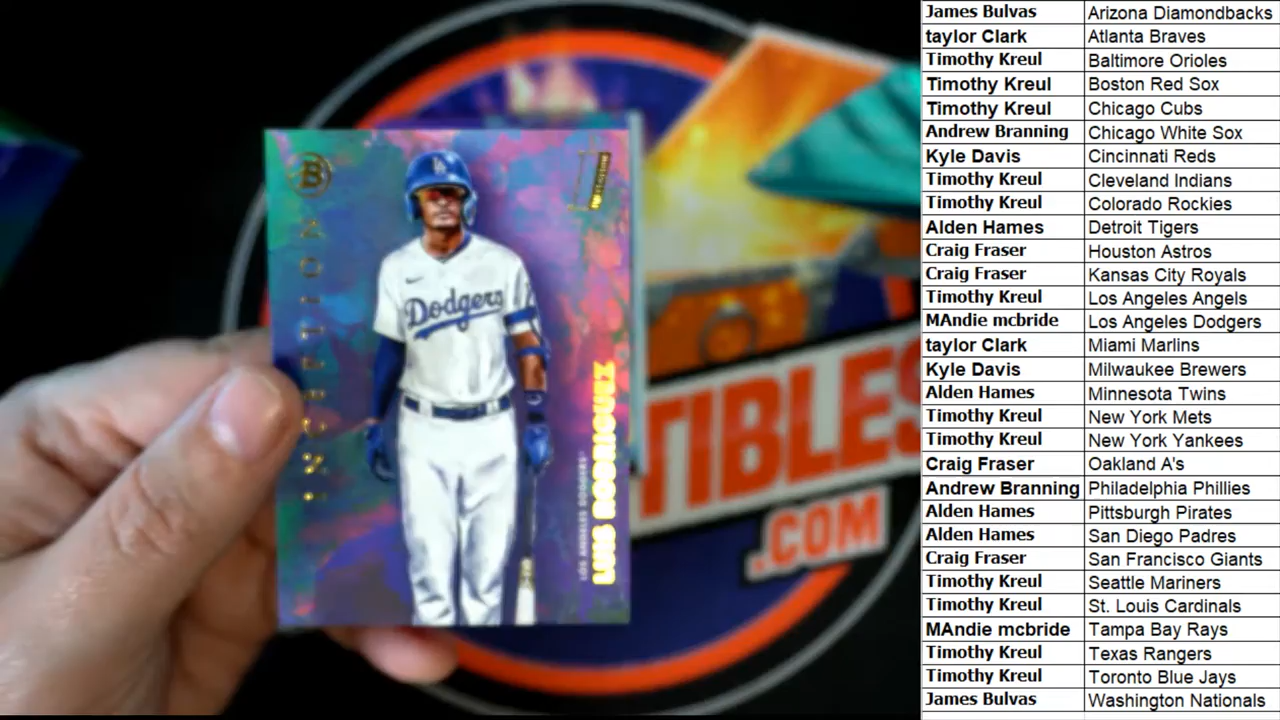 B
LA
Dodgers
LOS ANGELES DODGERS
LUIS RODRIGUEZ
TIBLES
.COM
James Bulvas Arizona Diamondbacks
taylor Clark Atlanta Braves
Timothy Kreul Baltimore Orioles
Timothy Kreul Boston Red Sox
Timothy Kreul Chicago Cubs
Andrew Branning Chicago White Sox
Kyle Davis Cincinnati Reds
Timothy Kreul Cleveland Indians
Timothy Kreul Colorado Rockies
Alden Hames Detroit Tigers
Craig Fraser Houston Astros
Craig Fraser Kansas City Royals
Timothy Kreul Los Angeles Angels
MAndie mcbride Los Angeles Dodgers
taylor Clark Miami Marlins
Kyle Davis Milwaukee Brewers
Alden Hames Minnesota Twins
Timothy Kreul New York Mets
Timothy Kreul New York Yankees
Craig Fraser Oakland A's
Andrew Branning Philadelphia Phillies
Alden Hames Pittsburgh Pirates
Alden Hames San Diego Padres
Craig Fraser San Francisco Giants
Timothy Kreul Seattle Mariners
Timothy Kreul St. Louis Cardinals
MAndie mcbride Tampa Bay Rays
Timothy Kreul Texas Rangers
Timothy Kreul Toronto Blue Jays
James Bulvas Washington Nationals